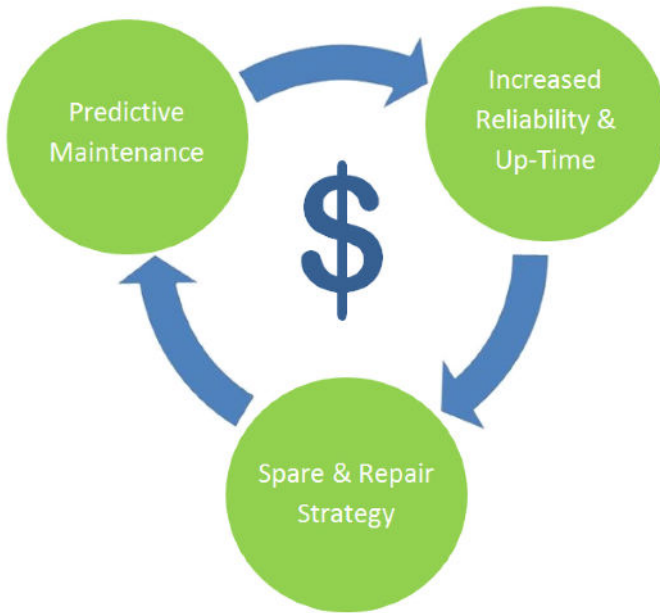 Predictive
Maintenance
Increased
Reliability &
Up-Time
$
Spare & Repair
Strategy